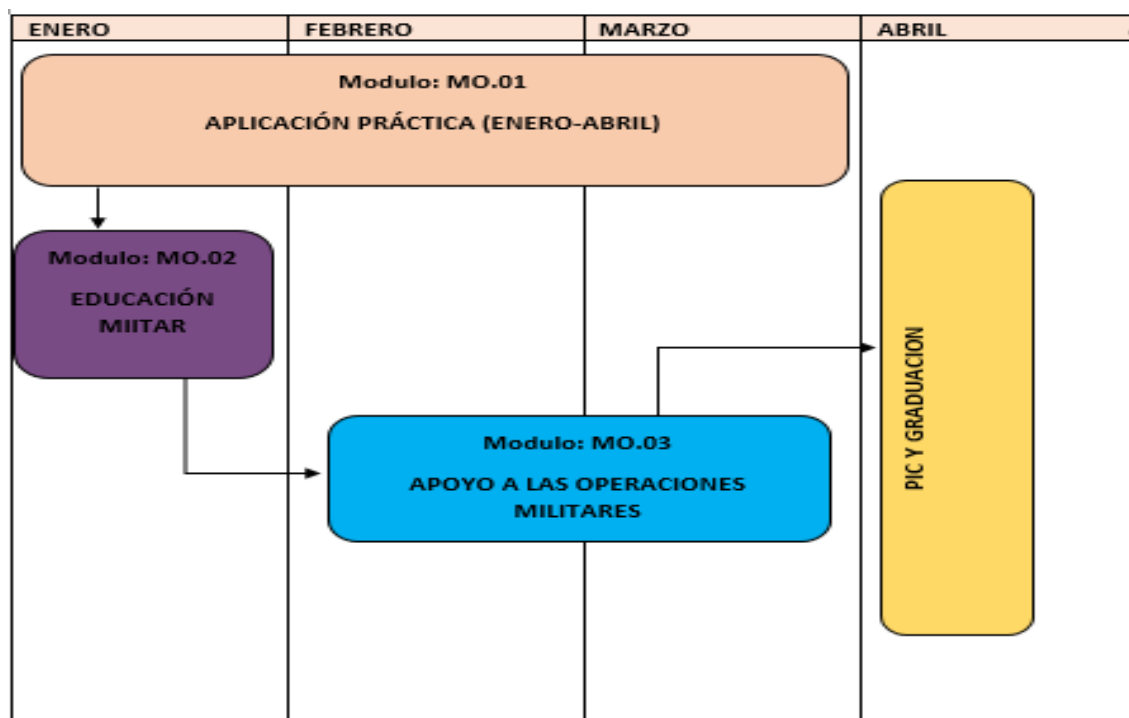 ENERO FEBRERO MARZO ABRIL
Modulo: MO.01
APLICACIÓN PRÁCTICA (ENERO-ABRIL)
Modulo: MO.02
EDUCACIÓN
MIITAR
Modulo: MO.03
APOYO A LAS OPERACIONES
MILITARES
PIC Y GRADUACION